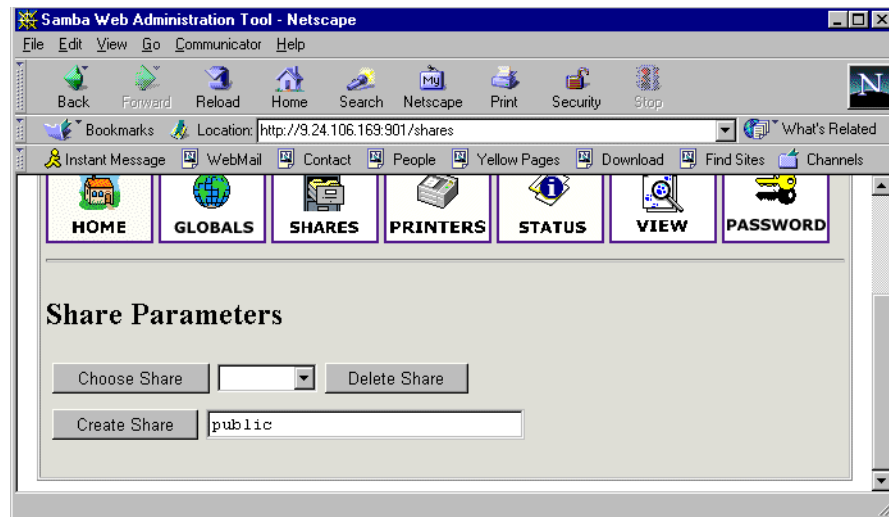 Samba Web Administration Tool - Netscape
File Edit View Go Communicator Help
Back Forward Reload Home Search Netscape Print Security Stop
My
N
Bookmarks Location: http://9.24.106.169:901/shares What's Related
Instant Message WebMail Contact People Yellow Pages Download Find Sites Channels
HOME GLOBALS SHARES PRINTERS STATUS VIEW PASSWORD
Share Parameters
Choose Share Delete Share
Create Share public